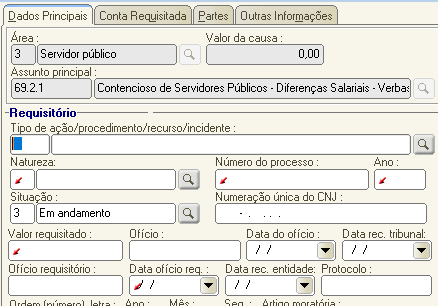 Dados Principais Conta Requisitada Partes Outras Informações
Área : Valor da causa :
3 Servidor público 0,00
Assunto principal :
69.2.1 Contencioso de Servidores Públicos - Diferenças Salariais - Verbas
Requisitório
Tipo de ação/procedimento/recurso/incidente :
Natureza: Número do processo : Ano :
Situação : Numeração única do CNJ :
3 Em andamento - . . . .
Valor requisitado : Ofício : Data do ofício : Data rec. tribunal:
/ / / /
Ofício requisitório : Data ofício req. : Data rec. entidade: Protocolo :
/ / / /
Ordem (número) letra : Ano : Mês : Seq. : Artigo moratória :